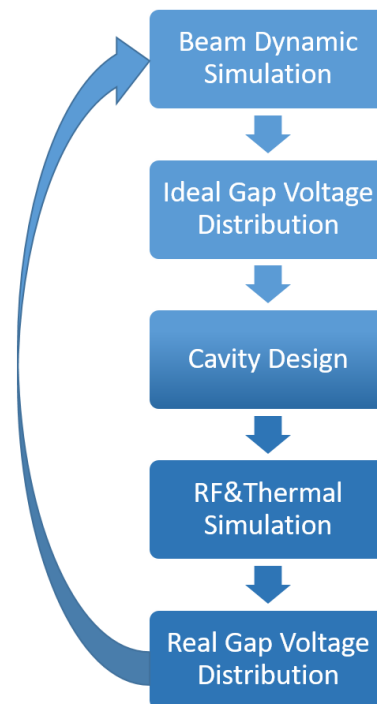 Beam Dynamic
Simulation
Ideal Gap Voltage
Distribution
Cavity Design
RF&Thermal
Simulation
Real Gap Voltage
Distribution